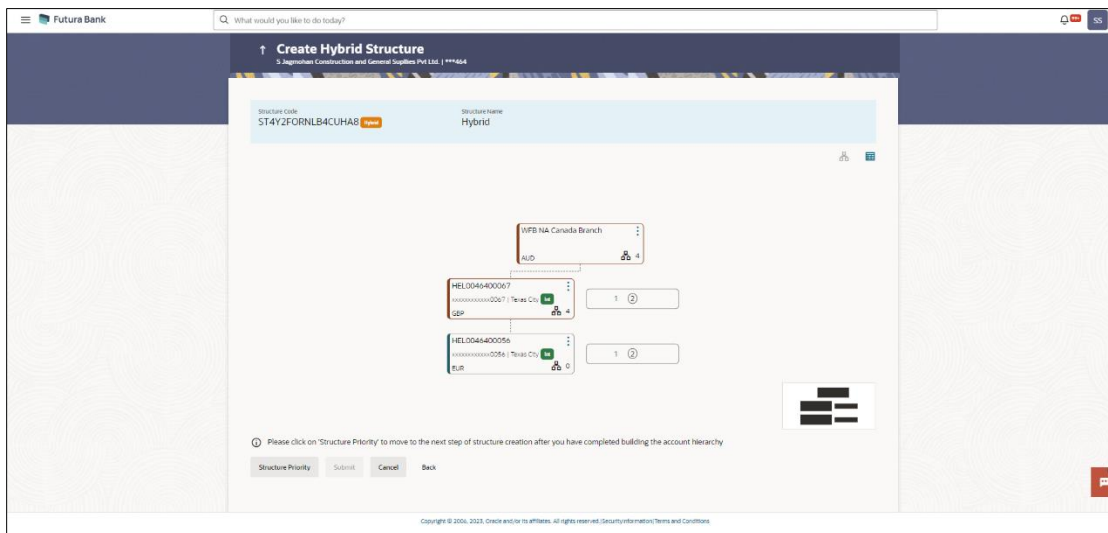 Futura Bank
What would you like to do today?
SS
Create Hybrid Structure
S Jagmohan Construction and General Supllies Pvt Ltd. | ***464
Structure Code
Structure Name
ST4Y2FORNLB4CUHA8 Hybrid
Hybrid
WFB NA Canada Branch
AUD
4
HEL0046400067
xxxxxxxxxxxx0067 | Texas City Int
GBP
4
1 2
HEL0046400056
xxxxxxxxxxxx0056 | Texas City Int
EUR
0
1 2
Please click on 'Structure Priority' to move to the next step of structure creation after you have completed building the account hierarchy
Structure Priority
Submit
Cancel
Back
Copyright © 2006, 2023, Oracle and/or its affiliates. All rights reserved.|SecurityInformation|Terms and Conditions